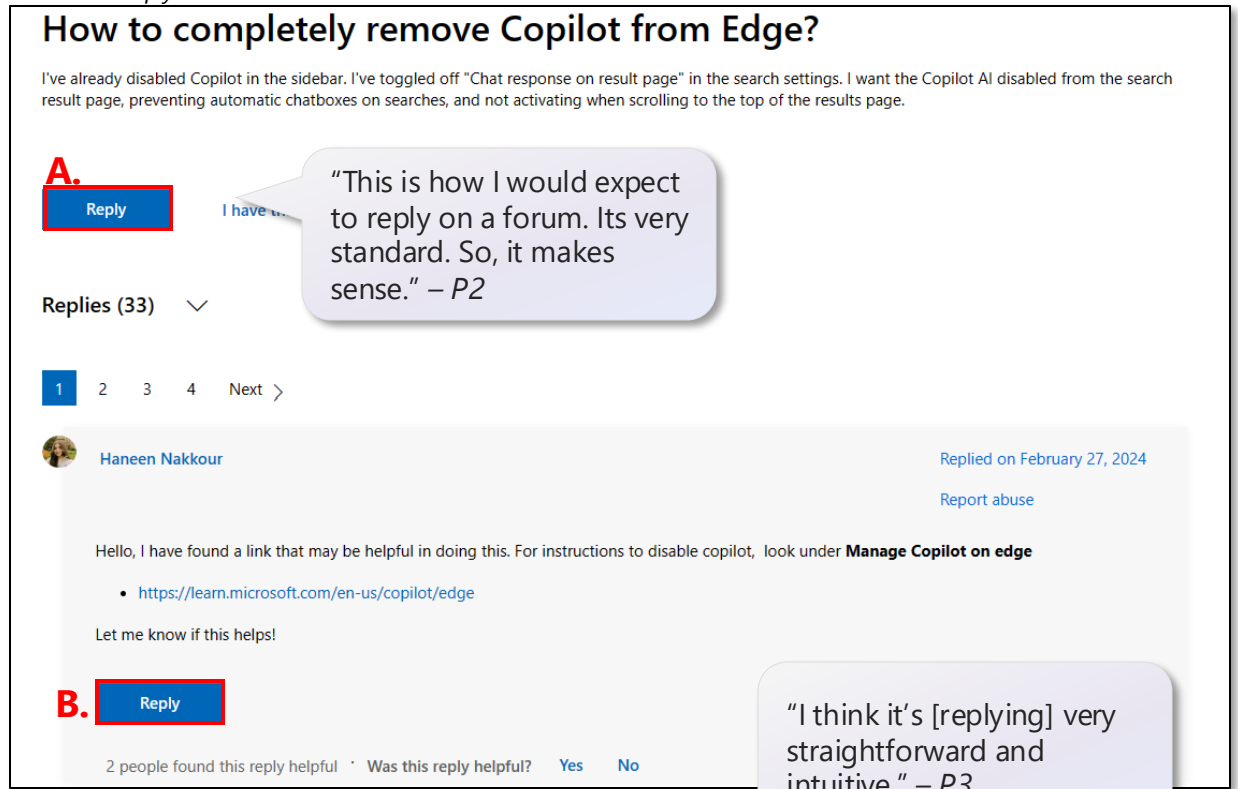 How to completely remove Copilot from Edge?
I've already disabled Copilot in the sidebar. I've toggled off "Chat response on result page" in the search settings. I want the Copilot AI disabled from the search
result page, preventing automatic chatboxes on searches, and not activating when scrolling to the top of the results page.
A.
Reply
I have
“This is how I would expect
to reply on a forum. Its very
standard. So, it makes
sense.” – P2
Replies (33)
1 2 3 4 Next >
Haneen Nakkour
Replied on February 27, 2024
Report abuse
Hello, I have found a link that may be helpful in doing this. For instructions to disable copilot, look under Manage Copilot on edge
• https://learn.microsoft.com/en-us/copilot/edge
Let me know if this helps!
B.
Reply
“I think it’s [replying] very
straightforward and
intuitive.” – P3
2 people found this reply helpful · Was this reply helpful? Yes No